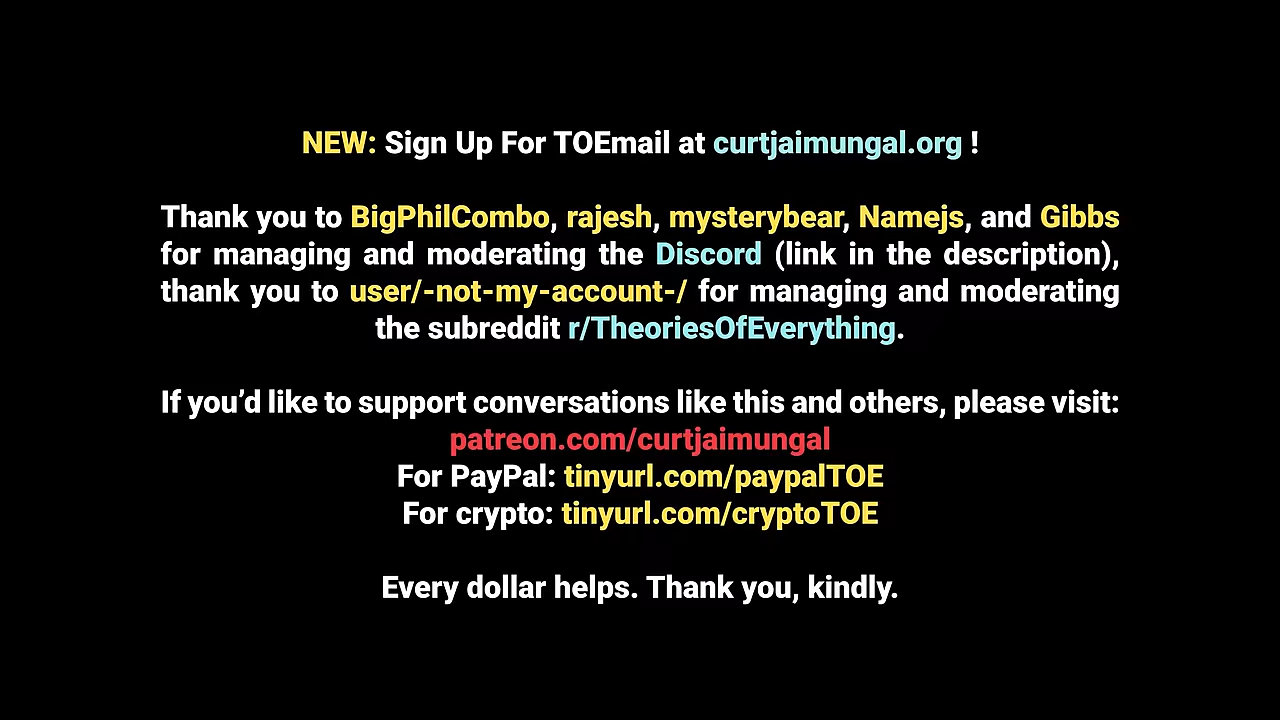 NEW: Sign Up For TOEmail at curtjaimungal.org !
Thank you to BigPhilCombo, rajesh, mysterybear, Namejs, and Gibbs
for managing and moderating the Discord (link in the description),
thank you to user/-not-my-account-/ for managing and moderating
the subreddit r/TheoriesOfEverything.
If you’d like to support conversations like this and others, please visit:
patreon.com/curtjaimungal
For PayPal: tinyurl.com/paypalTOE
For crypto: tinyurl.com/cryptoTOE
Every dollar helps. Thank you, kindly.